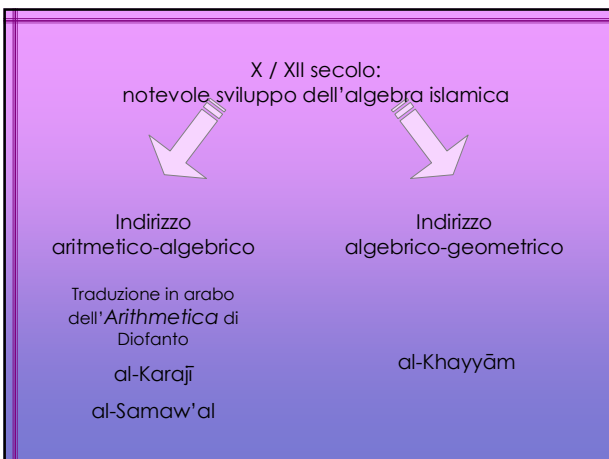 X / XII secolo:
notevole sviluppo dell'algebra islamica
Indirizzo
aritmetico-algebrico
Traduzione in arabo
dell'Arithmetica di
Diofanto
al-Karajī
al-Samaw'al
Indirizzo
algebrico-geometrico
al-Khayyām